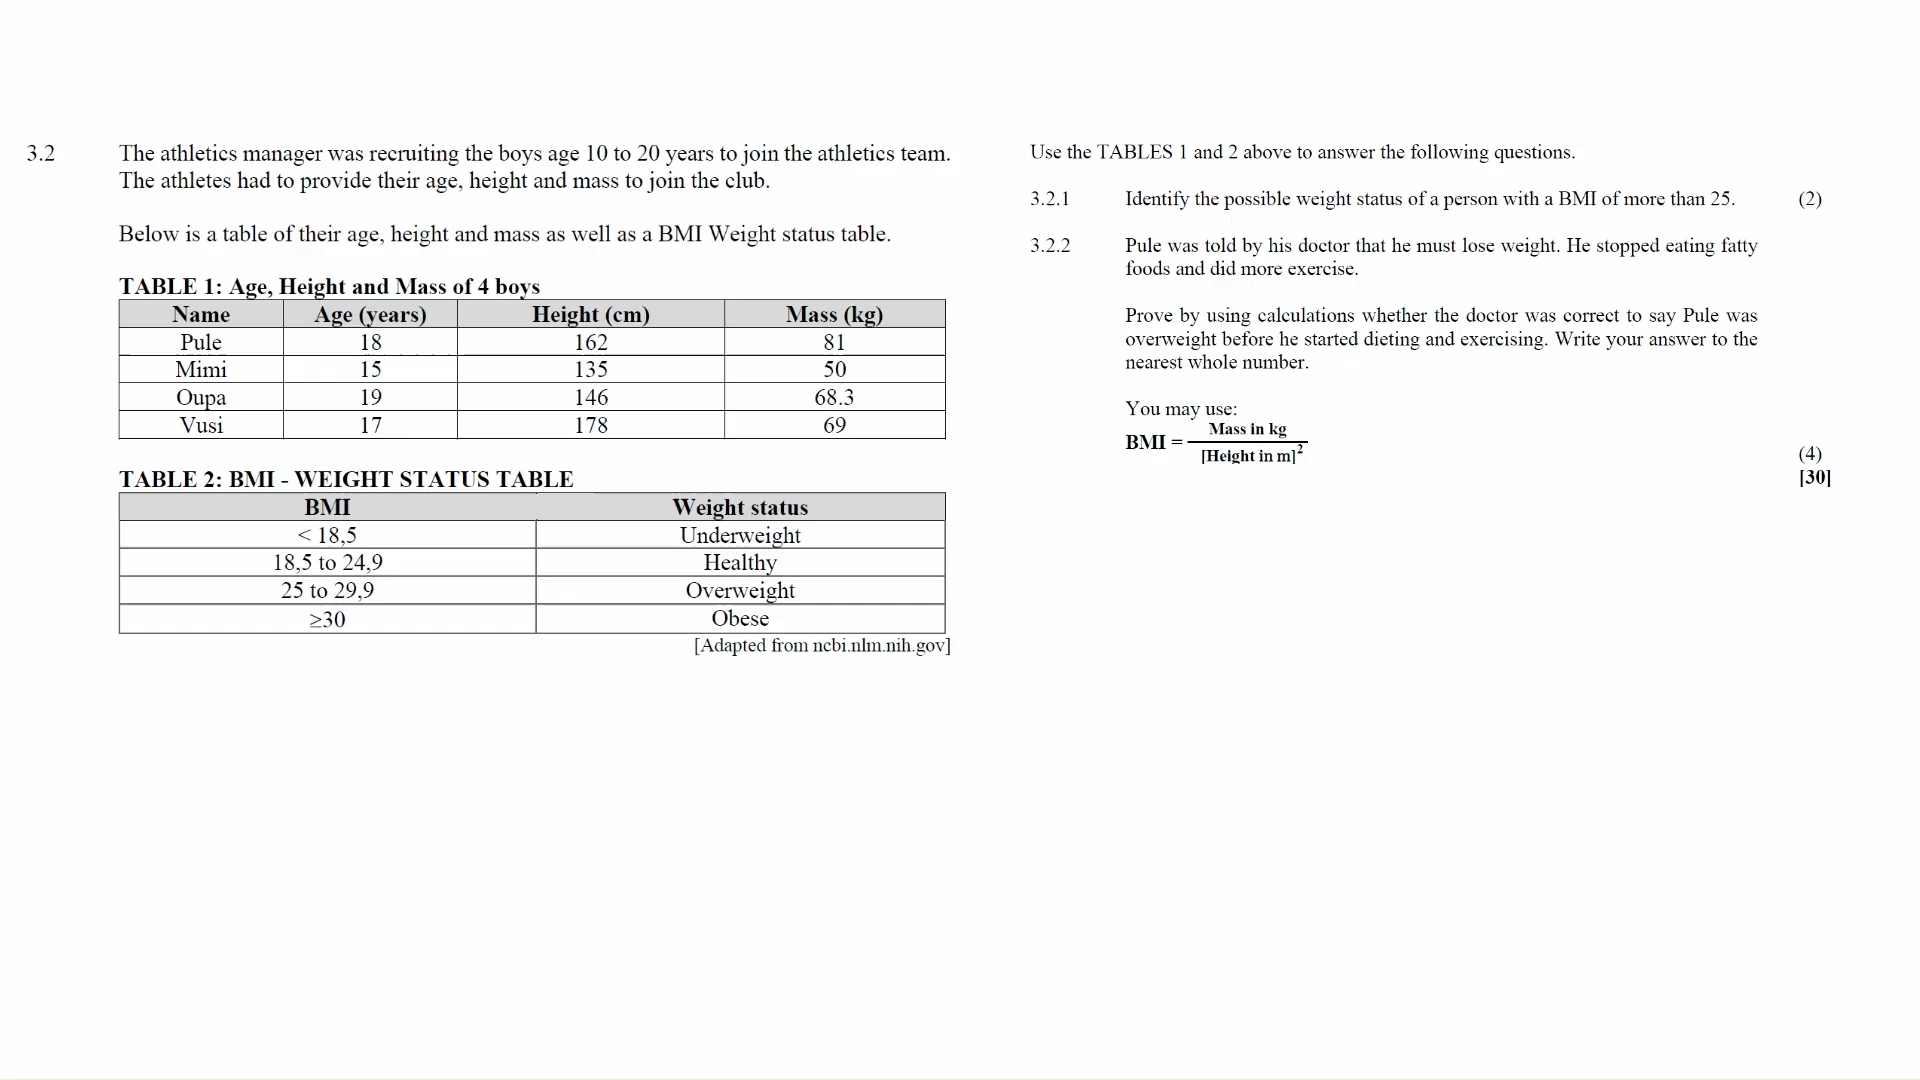 3.2 The athletics manager was recruiting the boys age 10 to 20 years to join the athletics team.
The athletes had to provide their age, height and mass to join the club.
Below is a table of their age, height and mass as well as a BMI Weight status table.
TABLE 1: Age, Height and Mass of 4 boys
Name Age (years) Height (cm) Mass (kg)
Pule 18 162 81
Mimi 15 135 50
Oupa 19 146 68.3
Vusi 17 178 69
TABLE 2: BMI - WEIGHT STATUS TABLE
BMI Weight status
< 18,5 Underweight
18,5 to 24,9 Healthy
25 to 29,9 Overweight
≥30 Obese
[Adapted from ncbi.nlm.nih.gov]
Use the TABLES 1 and 2 above to answer the following questions.
3.2.1 Identify the possible weight status of a person with a BMI of more than 25. (2)
3.2.2 Pule was told by his doctor that he must lose weight. He stopped eating fatty
foods and did more exercise.
Prove by using calculations whether the doctor was correct to say Pule was
overweight before he started dieting and exercising. Write your answer to the
nearest whole number.
You may use:
BMI = Mass in kg / [Height in m]²
(4)
[30]